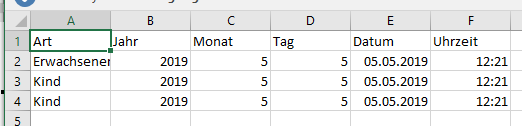 A B C D E F
1 Art Jahr Monat Tag Datum Uhrzeit
2 Erwachsener 2019 5 5 05.05.2019 12:21
3 Kind 2019 5 5 05.05.2019 12:21
4 Kind 2019 5 5 05.05.2019 12:21
5